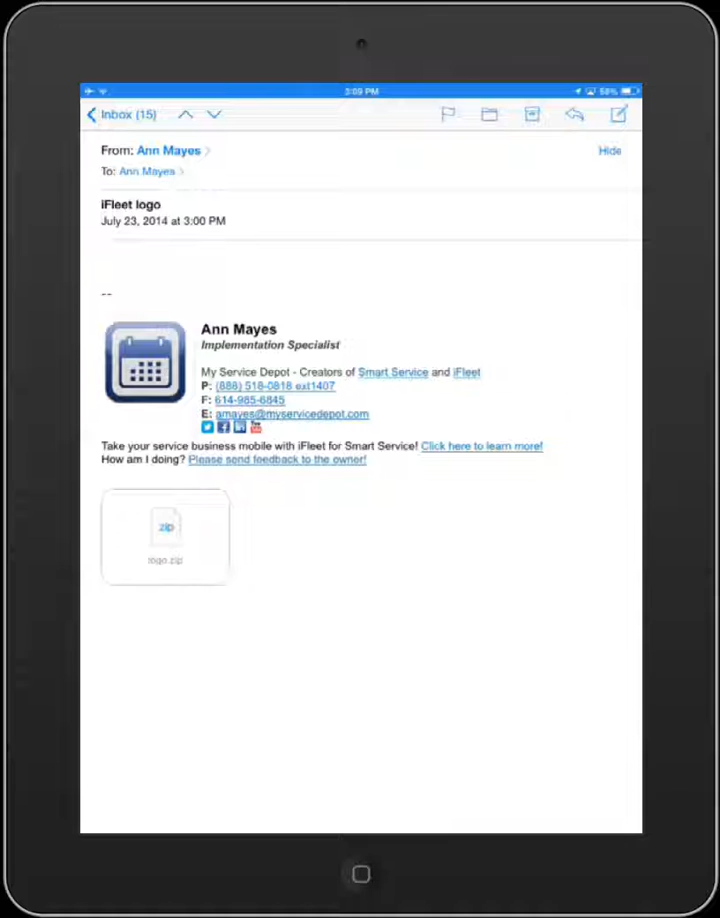 3:09 PM
58%
Inbox (15)
From: Ann Mayes
Hide
To: Ann Mayes
iFleet logo
July 23, 2014 at 3:00 PM
--
Ann Mayes
Implementation Specialist
My Service Depot - Creators of Smart Service and iFleet
P: (888) 518-0818 ext1407
F: 614-985-6845
E: amayes@myservicedepot.com
Take your service business mobile with iFleet for Smart Service! Click here to learn more!
How am I doing? Please send feedback to the owner!
zip
logo.zip